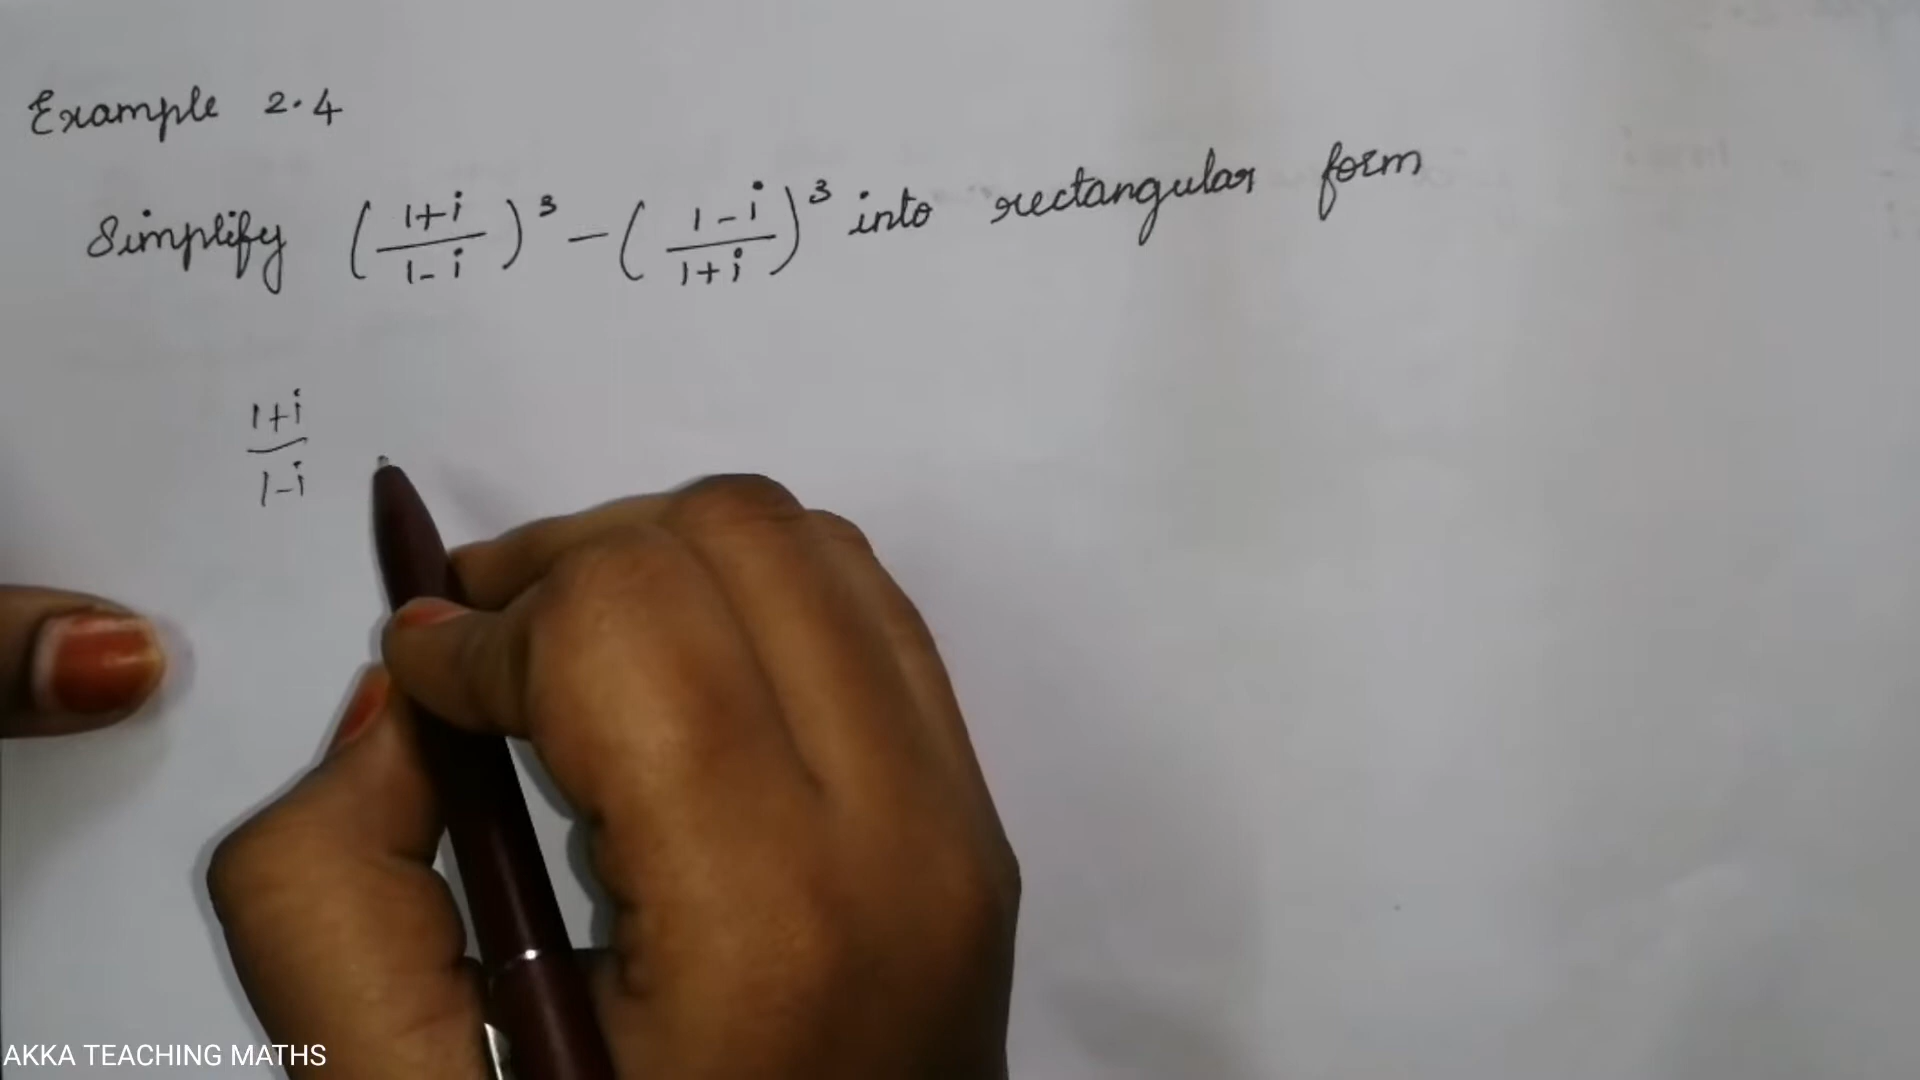 Example 2.4
Simplify ((1+i)/(1-i))³ - ((1-i)/(1+i))³ into rectangular form
1+i
1-i
AKKA TEACHING MATHS